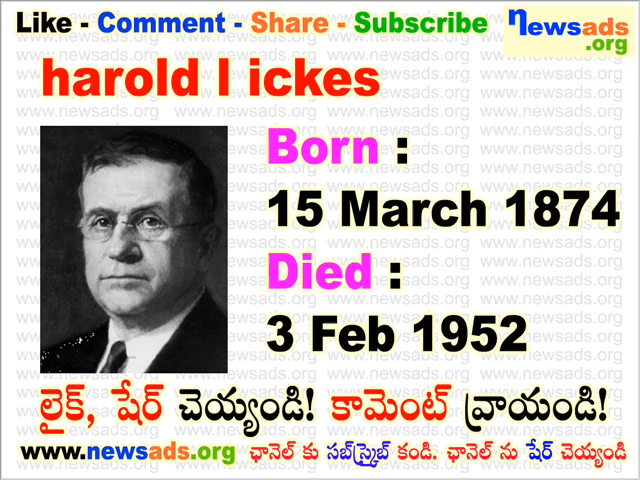 Like - Comment - Share - Subscribe
newsads
.org
harold l ickes
Born :
15 March 1874
Died :
3 Feb 1952
లైక్, షేర్ చెయ్యండి! కామెంట్ వ్రాయండి!
www.newsads.org ఛానెల్ కు సబ్‌స్క్రైబ్ కండి. ఛానెల్ ను షేర్ చెయ్యండి